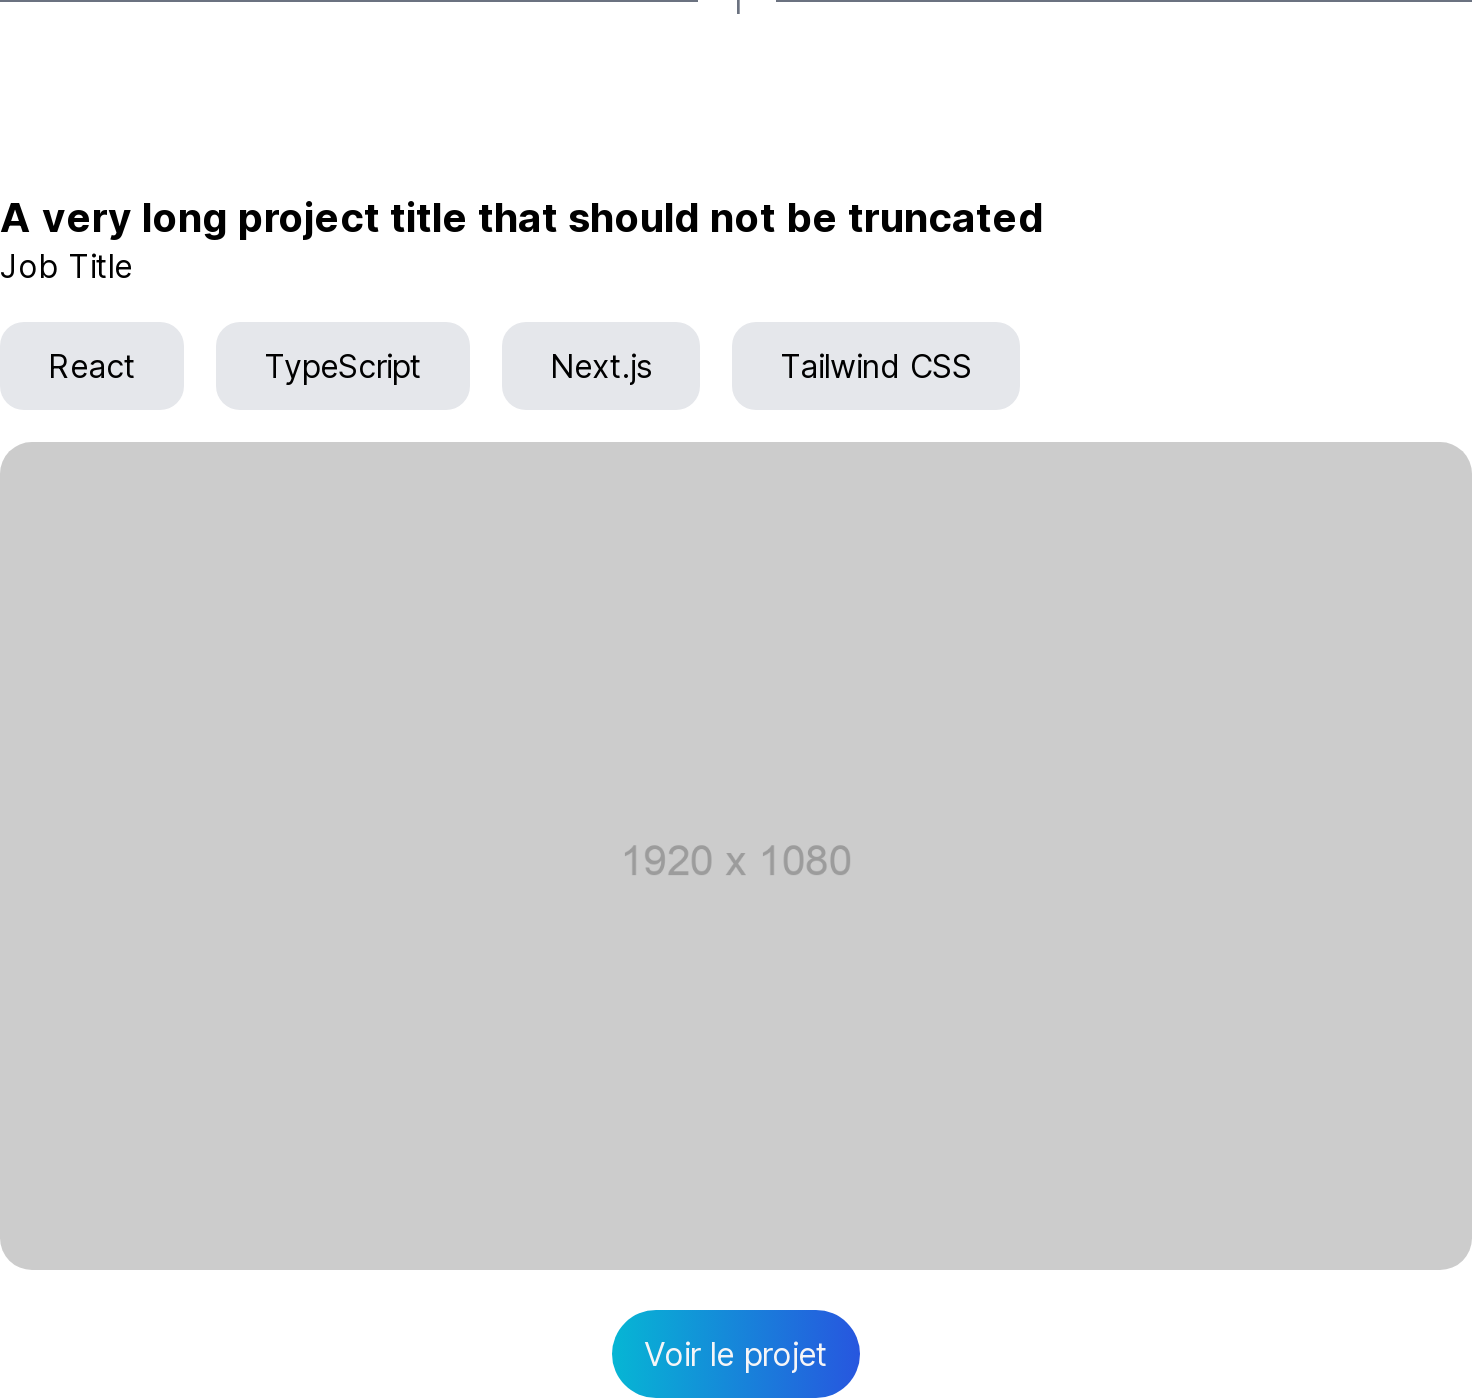 A very long project title that should not be truncated
Job Title
React TypeScript Next.js Tailwind CSS
1920 x 1080
Voir le projet